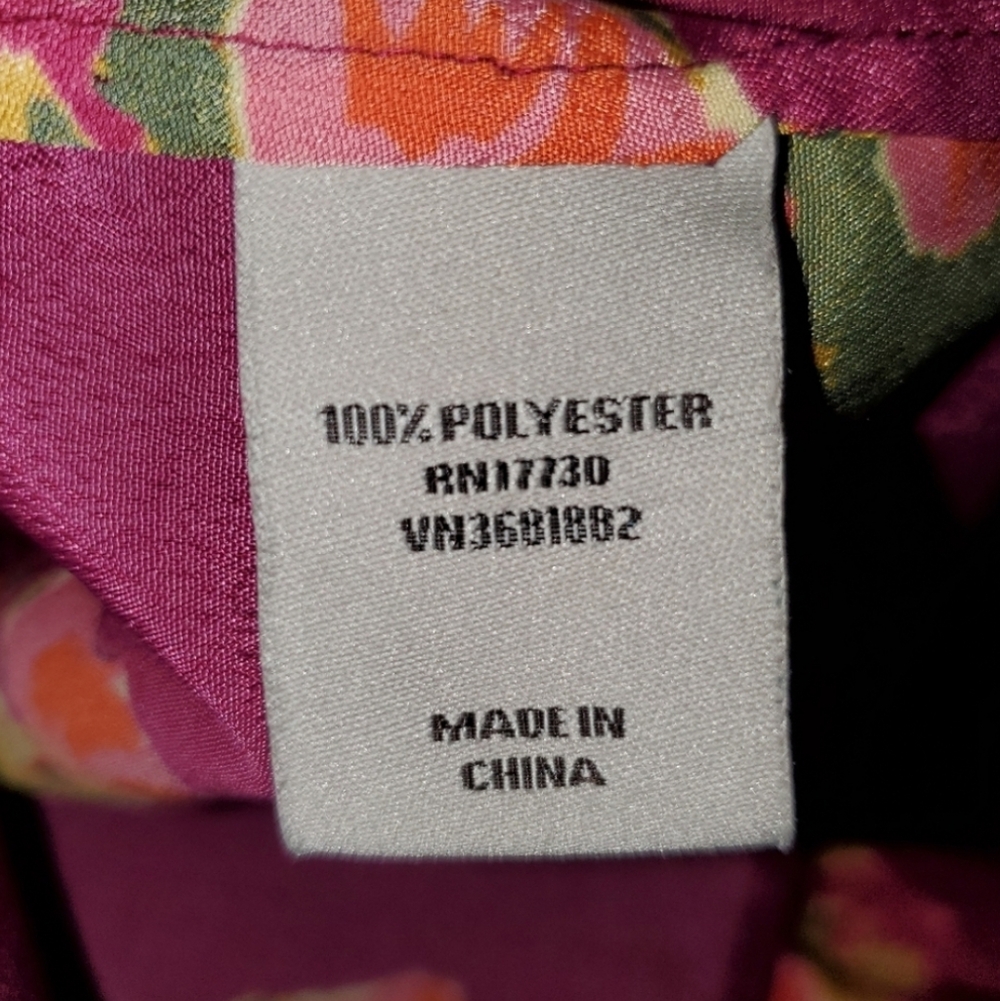 100% POLYESTER
RN17730
VN3681882
MADE IN
CHINA